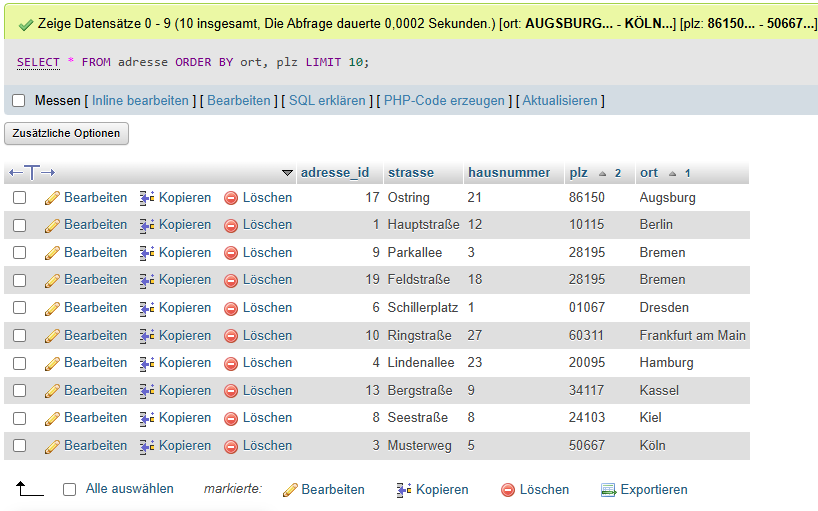 Zeige Datensätze 0 - 9 (10 insgesamt, Die Abfrage dauerte 0,0002 Sekunden.) [ort: AUGSBURG... - KÖLN...] [plz: 86150... - 50667...]
SELECT * FROM adresse ORDER BY ort, plz LIMIT 10;
Messen [ Inline bearbeiten ] [ Bearbeiten ] [ SQL erklären ] [ PHP-Code erzeugen ] [ Aktualisieren ]
Zusätzliche Optionen
adresse_id strasse hausnummer plz 2 ort 1
Bearbeiten Kopieren Löschen 17 Ostring 21 86150 Augsburg
Bearbeiten Kopieren Löschen 1 Hauptstraße 12 10115 Berlin
Bearbeiten Kopieren Löschen 9 Parkallee 3 28195 Bremen
Bearbeiten Kopieren Löschen 19 Feldstraße 18 28195 Bremen
Bearbeiten Kopieren Löschen 6 Schillerplatz 1 01067 Dresden
Bearbeiten Kopieren Löschen 10 Ringstraße 27 60311 Frankfurt am Main
Bearbeiten Kopieren Löschen 4 Lindenallee 23 20095 Hamburg
Bearbeiten Kopieren Löschen 13 Bergstraße 9 34117 Kassel
Bearbeiten Kopieren Löschen 8 Seestraße 8 24103 Kiel
Bearbeiten Kopieren Löschen 3 Musterweg 5 50667 Köln
Alle auswählen markierte: Bearbeiten Kopieren Löschen Exportieren